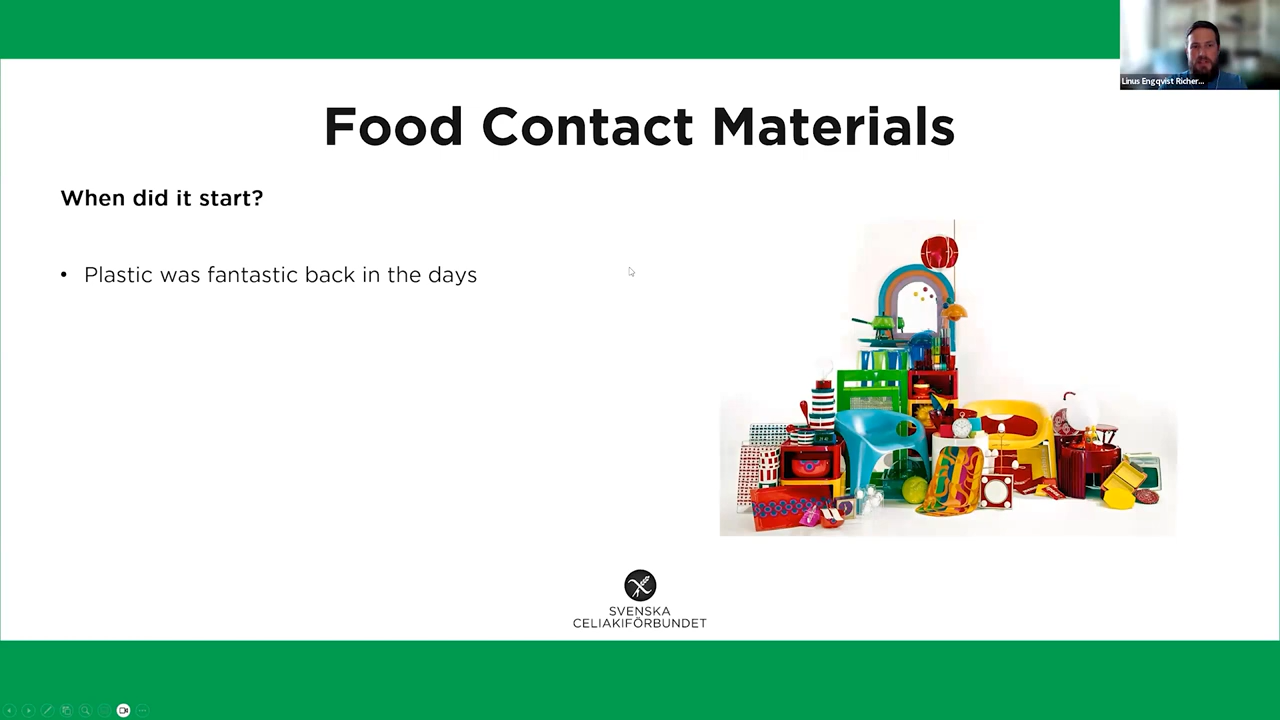 Linus Engqvist Richer...
Food Contact Materials
When did it start?
• Plastic was fantastic back in the days
SVENSKA
CELIAKIFÖRBUNDET